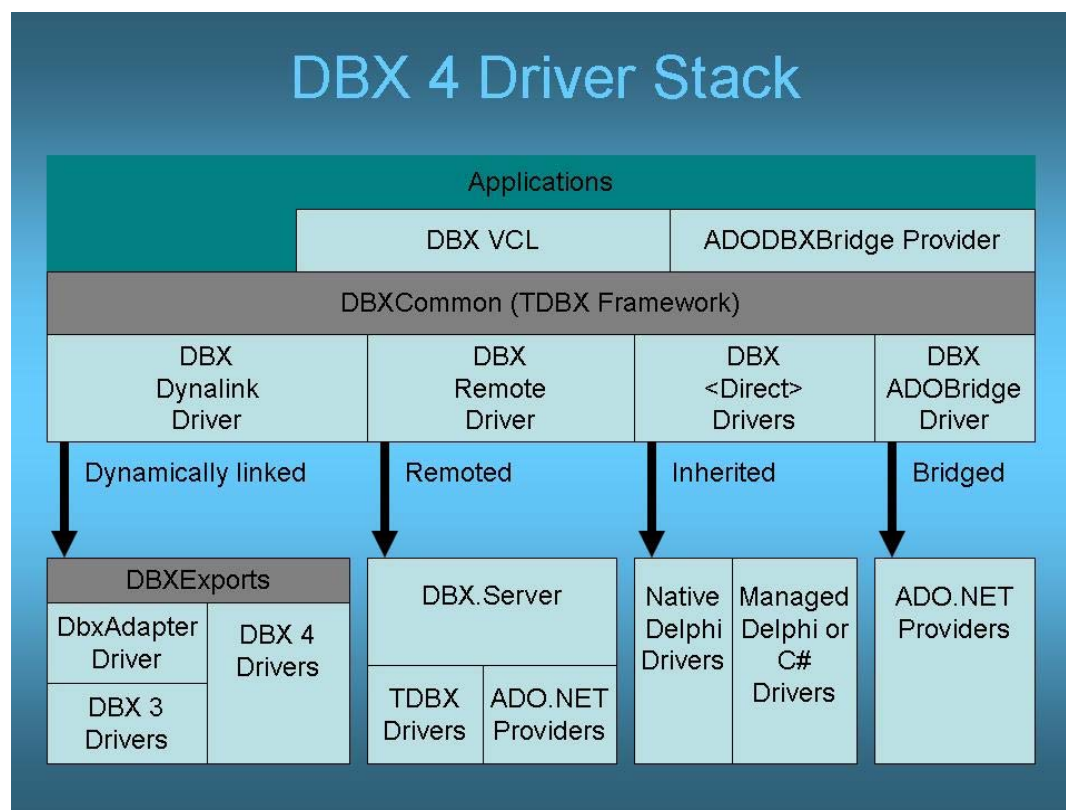 DBX 4 Driver Stack
Applications
DBX VCL
ADODBXBridge Provider
DBXCommon (TDBX Framework)
DBX
Dynalink
Driver
DBX
Remote
Driver
DBX
<Direct>
Drivers
DBX
ADOBridge
Driver
Dynamically linked
Remoted
Inherited
Bridged
DBXExports
DbxAdapter
Driver
DBX 3
Drivers
DBX 4
Drivers
DBX.Server
TDBX
Drivers
ADO.NET
Providers
Native
Delphi
Drivers
Managed
Delphi or
C#
Drivers
ADO.NET
Providers